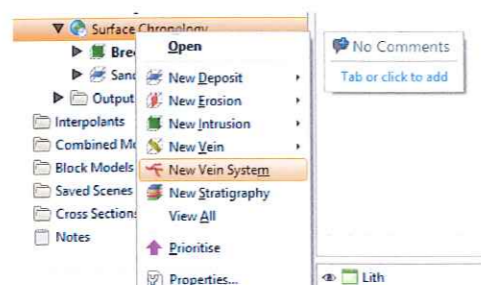 Surface Chronology
Bre
San
Output
Interpolants
Combined Mo
Block Models
Saved Scenes
Cross Section
Notes
Open
New Deposit
New Erosion
New Intrusion
New Vein
New Vein System
New Stratigraphy
View All
Prioritise
Properties...
No Comments
Tab or click to add
Lith